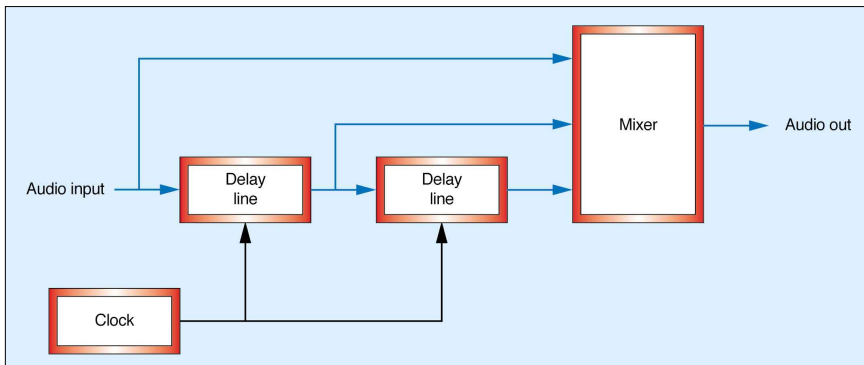 Mixer
Audio out
Audio input
Delay
line
Delay
line
Clock